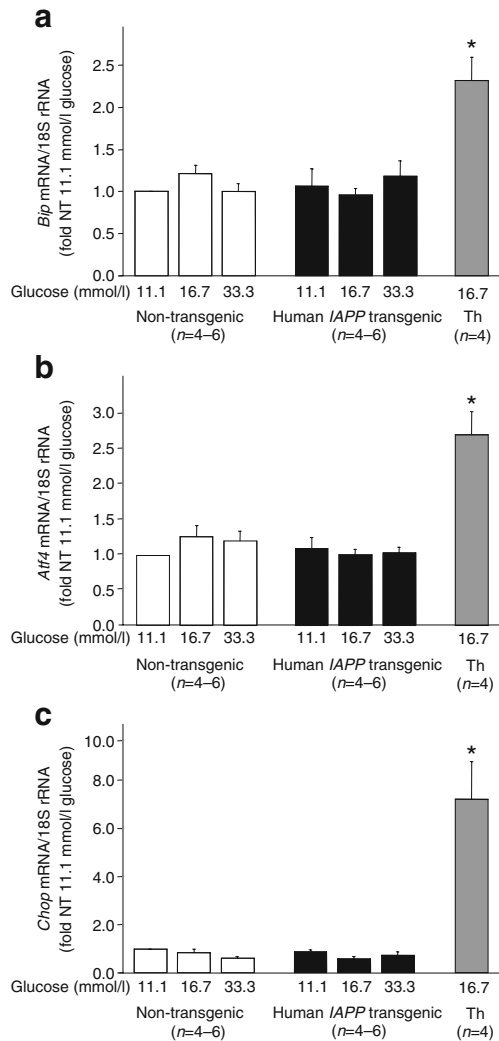 a
Bip mRNA/18S rRNA
(fold NT 11.1 mmol/l glucose)
2.5
2.0
1.5
1.0
0.5
0.0
*
Glucose (mmol/l) 11.1 16.7 33.3 11.1 16.7 33.3 16.7
Non-transgenic Human IAPP transgenic Th
(n=4–6) (n=4–6) (n=4)
b
Atf4 mRNA/18S rRNA
(fold NT 11.1 mmol/l glucose)
3.0
2.5
2.0
1.5
1.0
0.5
0.0
*
Glucose (mmol/l) 11.1 16.7 33.3 11.1 16.7 33.3 16.7
Non-transgenic Human IAPP transgenic Th
(n=4–6) (n=4–6) (n=4)
c
Chop mRNA/18S rRNA
(fold NT 11.1 mmol/l glucose)
10.0
8.0
6.0
4.0
2.0
0.0
*
Glucose (mmol/l) 11.1 16.7 33.3 11.1 16.7 33.3 16.7
Non-transgenic Human IAPP transgenic Th
(n=4–6) (n=4–6) (n=4)